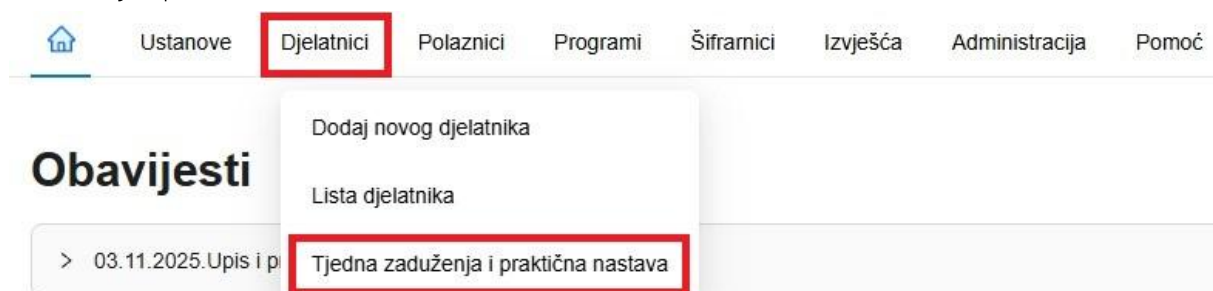 Ustanove Djelatnici Polaznici Programi Šifrarnici Izvješća Administracija Pomoć
Dodaj novog djelatnika
Obavijesti
Lista djelatnika
> 03.11.2025.Upis i
Tjedna zaduženja i praktična nastava